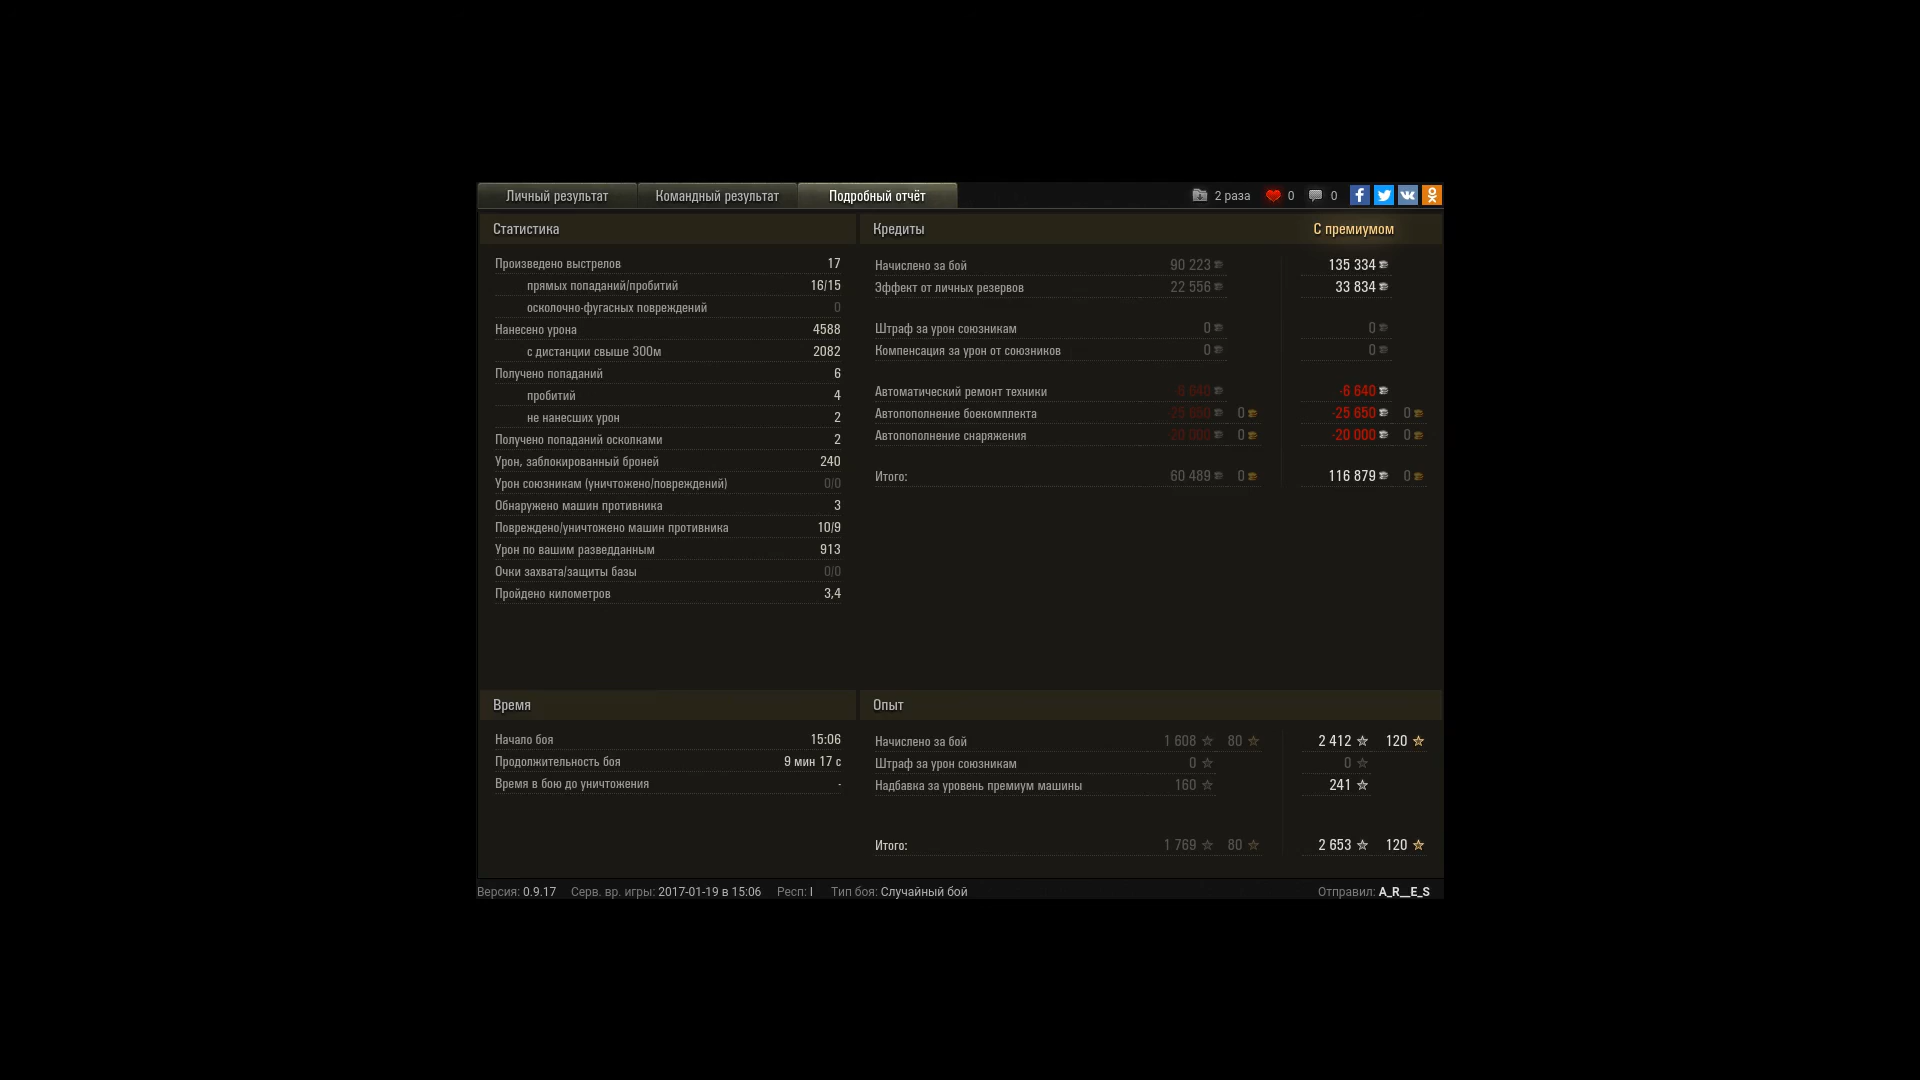 Личный результат Командный результат Подробный отчёт 2 раза 0 0
Статистика
Произведено выстрелов 17
прямых попаданий/пробитий 16/15
осколочно-фугасных повреждений 0
Нанесено урона 4588
с дистанции свыше 300м 2082
Получено попаданий 6
пробитий 4
не нанесших урон 2
Получено попаданий осколками 2
Урон, заблокированный броней 240
Урон союзникам (уничтожено/повреждений) 0/0
Обнаружено машин противника 3
Повреждено/уничтожено машин противника 10/9
Урон по вашим разведданным 913
Очки захвата/защиты базы 0/0
Пройдено километров 3,4
Кредиты С премиумом
Начислено за бой 90 223 135 334
Эффект от личных резервов 22 556 33 834
Штраф за урон союзникам 0 0
Компенсация за урон от союзников 0 0
Автоматический ремонт техники -6 640 -6 640
Автопополнение боекомплекта -25 650 0 -25 650 0
Автопополнение снаряжения -20 000 0 -20 000 0
Итого: 60 489 0 116 879 0
Время
Начало боя 15:06
Продолжительность боя 9 мин 17 с
Время в бою до уничтожения -
Опыт
Начислено за бой 1 608 80 2 412 120
Штраф за урон союзникам 0 0
Надбавка за уровень премиум машины 160 241
Итого: 1 769 80 2 653 120
Версия: 0.9.17 Серв. вр. игры: 2017-01-19 в 15:06 Респ: I Тип боя: Случайный бой Отправил: A_R__E_S